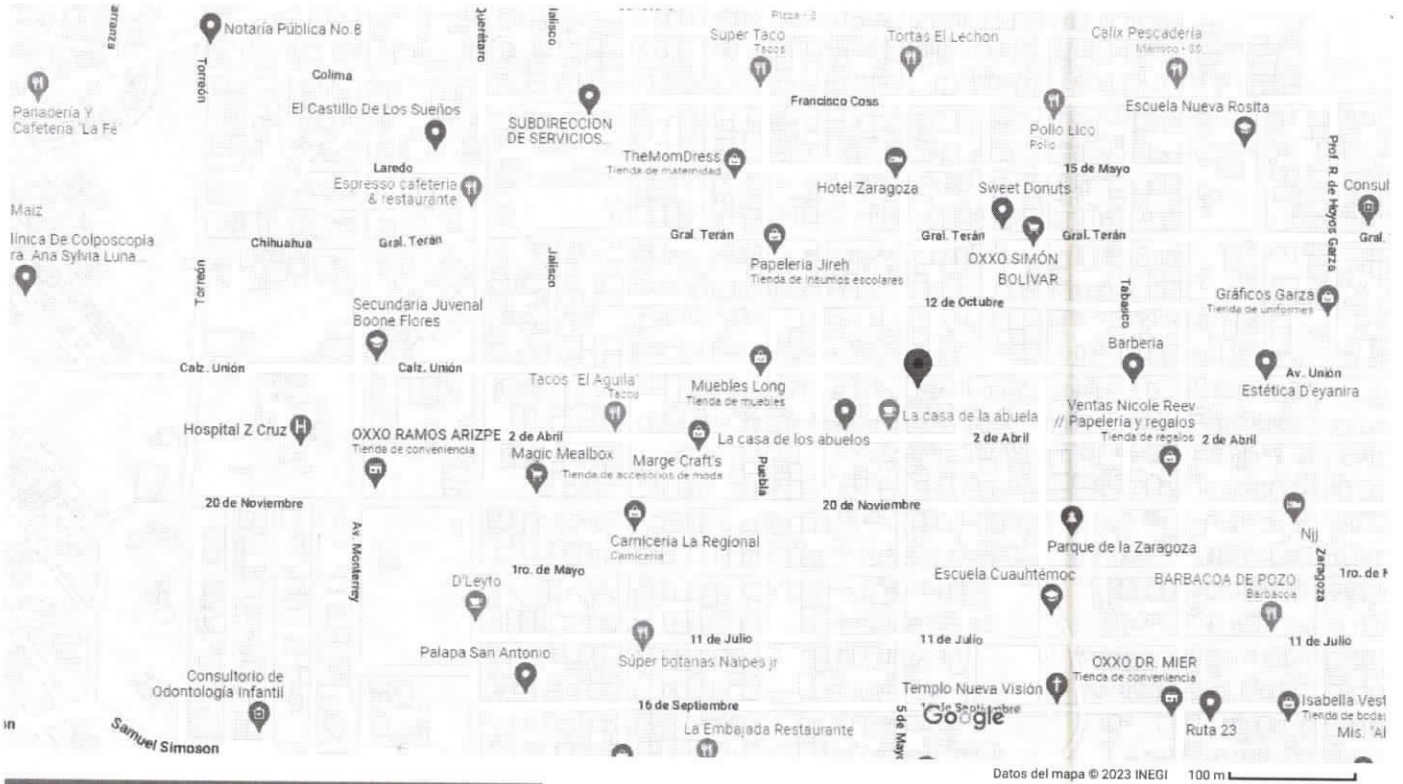 Notaría Pública No.8
Torreón
Querétaro
Jalisco
Super Taco
Tacos
Tortas El Lechon
Calix Pescadería
Marisco · $$
Colima
Panadería Y
Cafetería "La Fe"
El Castillo De Los Sueños
SUBDIRECCION
DE SERVICIOS...
Francisco Coss
Escuela Nueva Rosita
Pollo Lico
Pollo
TheMomDress
Tienda de maternidad
Laredo
Espresso cafetería
& restaurante
Hotel Zaragoza
15 de Mayo
Sweet Donuts
Prof. R. de Hoyos Garza
Consul
Maiz
línica De Colposcopia
ra. Ana Sylvia Luna...
Chihuahua
Gral. Terán
Gral. Terán
Gral. Terán
Gral. Terán
Gral.
Torreón
Jalisco
Papelería Jireh
Tienda de insumos escolares
OXXO SIMÓN
BOLÍVAR
12 de Octubre
Tabasco
Gráficos Garza
Tienda de uniformes
Secundaria Juvenal
Boone Flores
Barbería
Calz. Unión
Calz. Unión
Av. Unión
Estética D'eyanira
Tacos "El Aguila"
Tacos
Muebles Long
Tienda de muebles
La casa de la abuela
Ventas Nicole Reev
// Papelería y regalos
Tienda de regalos
Hospital Z Cruz
OXXO RAMOS ARIZPE
Tienda de conveniencia
2 de Abril
La casa de los abuelos
2 de Abril
2 de Abril
Magic Mealbox
Marge Craft's
Tienda de accesorios de moda
Puebla
20 de Noviembre
20 de Noviembre
Av. Monterrey
Carnicería La Regional
Carnicería
Parque de la Zaragoza
Njj
Zaragoza
1ro. de Mayo
Escuela Cuauhtémoc
BARBACOA DE POZO
Barbacoa
D'Leyto
11 de Julio
11 de Julio
11 de Julio
Palapa San Antonio
Súper botanas Naipes jr
OXXO DR. MIER
Tienda de conveniencia
Consultorio de
Odontología Infantil
Templo Nueva Visión
16 de Septiembre
Google
5 de May
Ruta 23
Isabella Vest
Tienda de bodas
Mis. "Al
Samuel Simpson
La Embajada Restaurante
Datos del mapa © 2023 INEGI 100 m